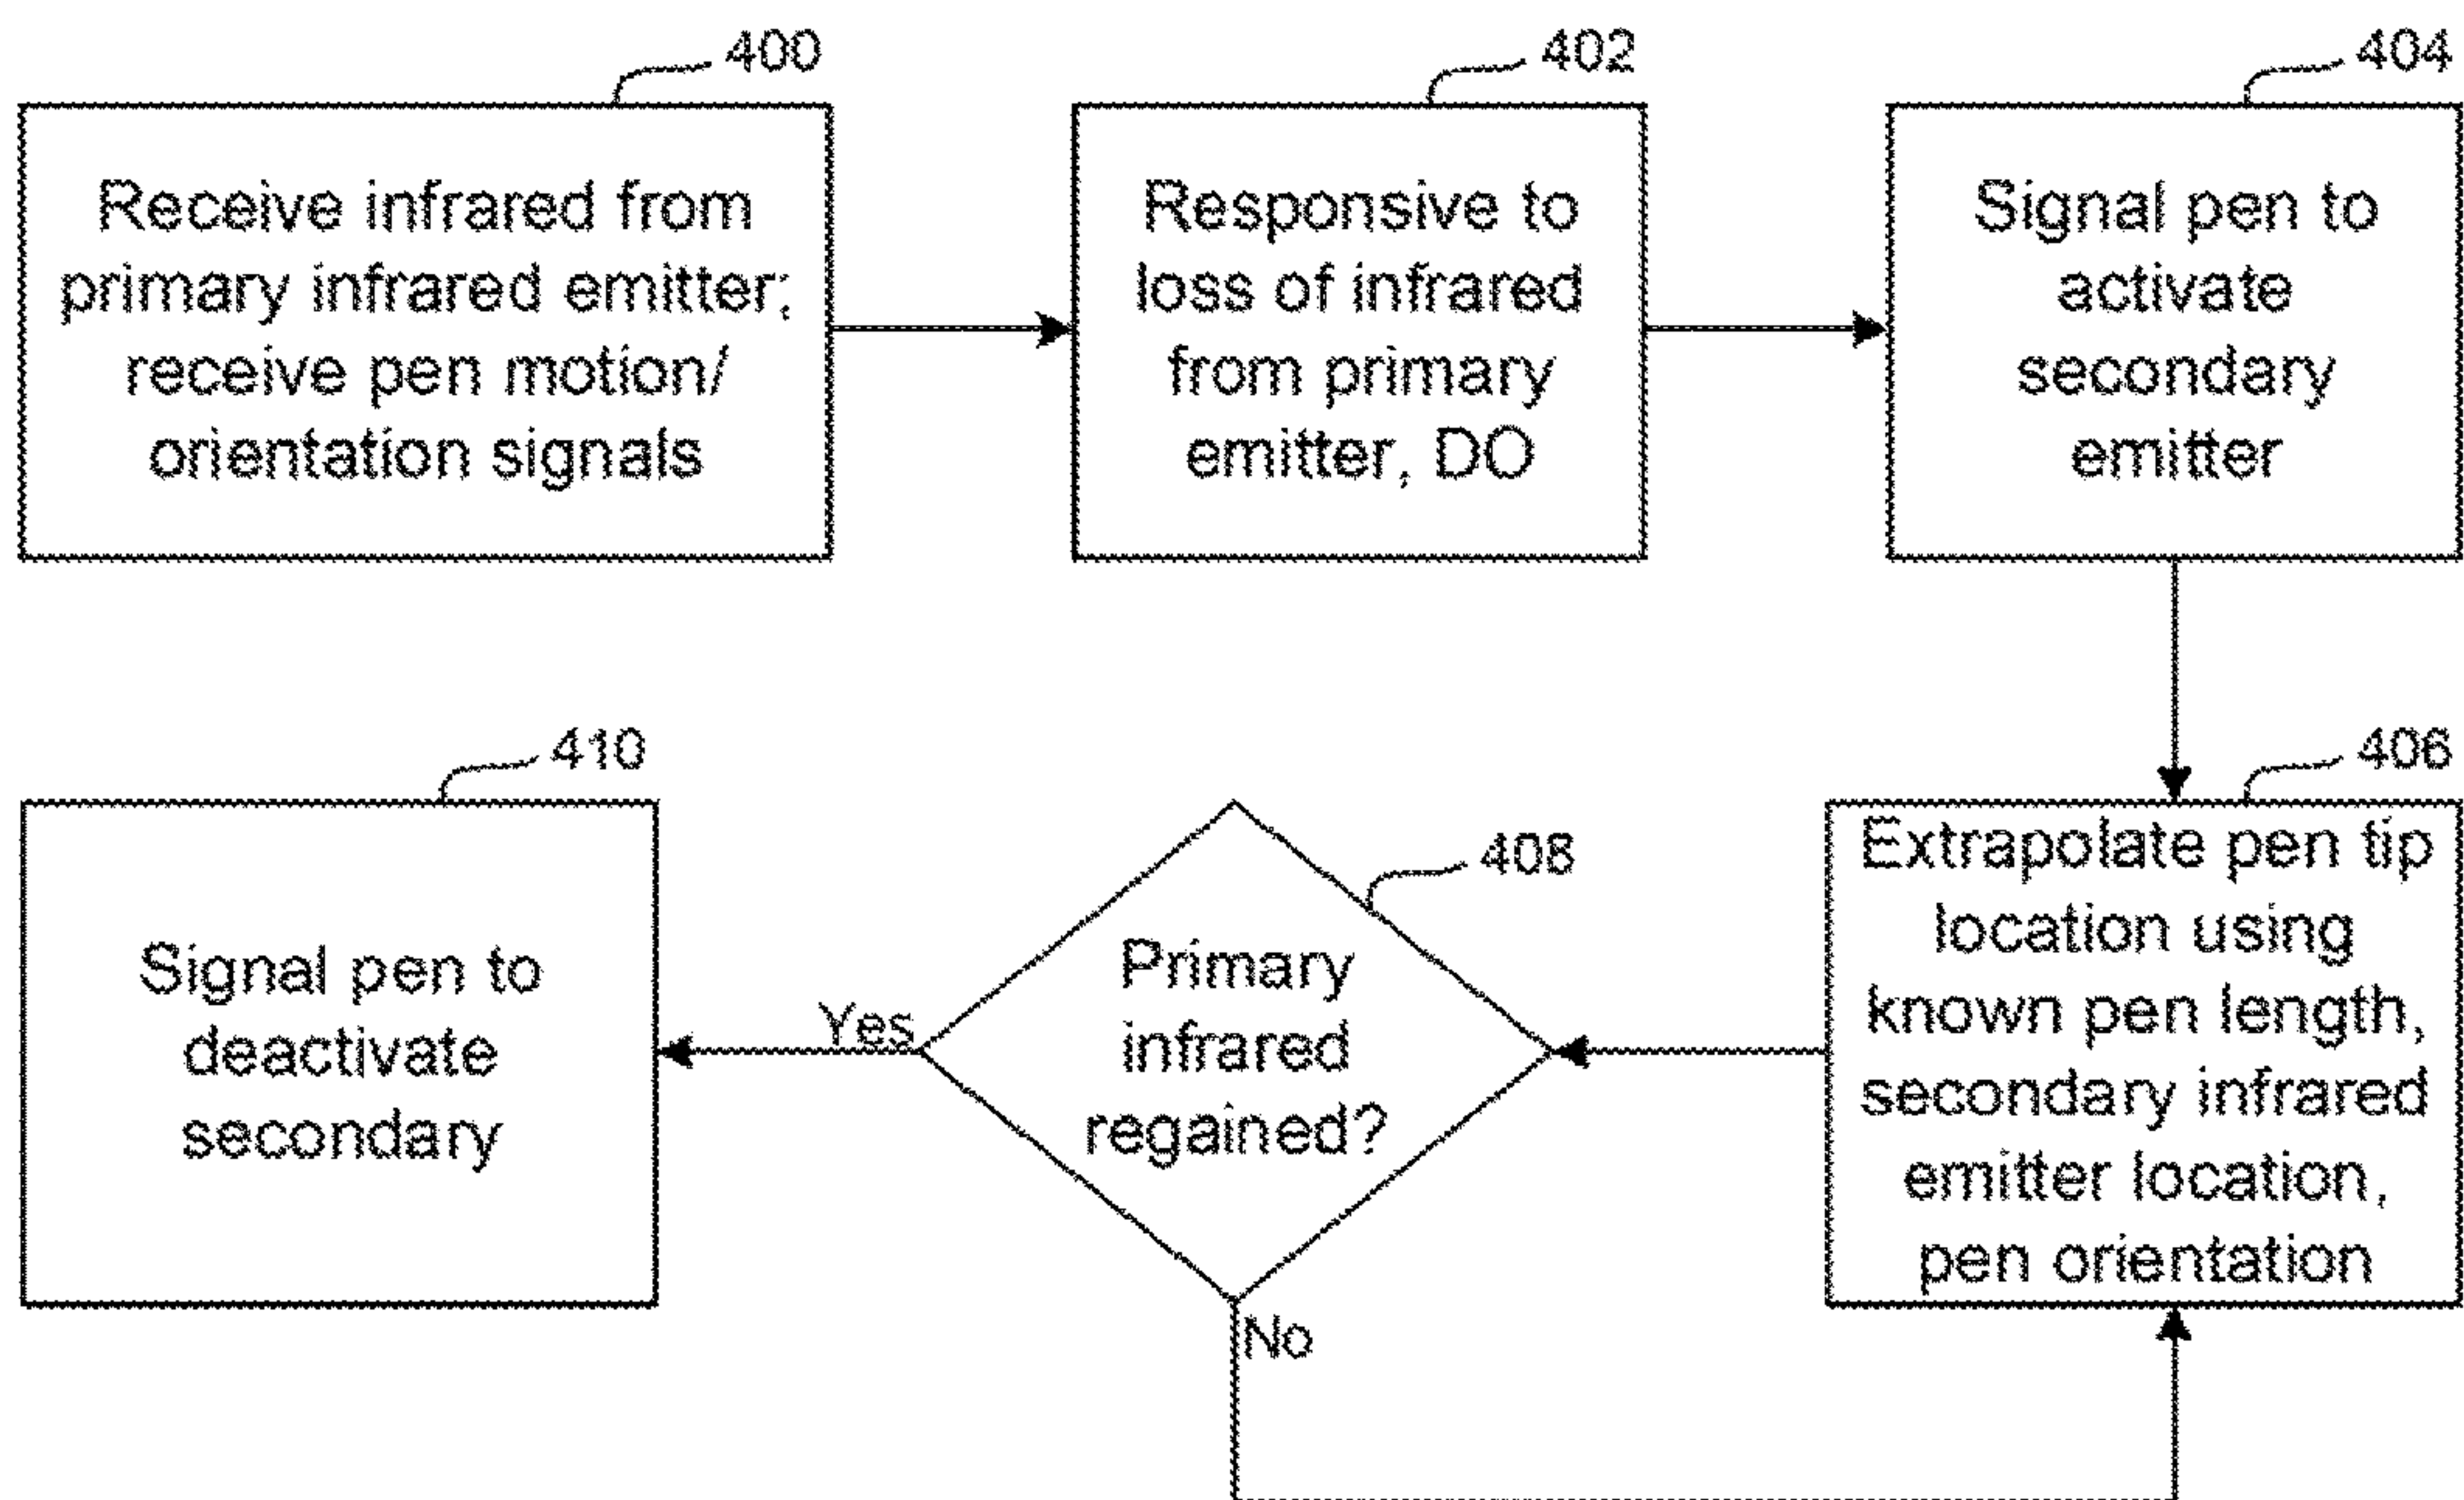 400
Receive infrared from
primary infrared emitter;
receive pen motion/
orientation signals
402
Responsive to
loss of infrared
from primary
emitter, DO
404
Signal pen to
activate
secondary
emitter
406
Extrapolate pen tip
location using
known pen length,
secondary infrared
emitter location,
pen orientation
408
Primary
infrared
regained?
Yes
No
410
Signal pen to
deactivate
secondary